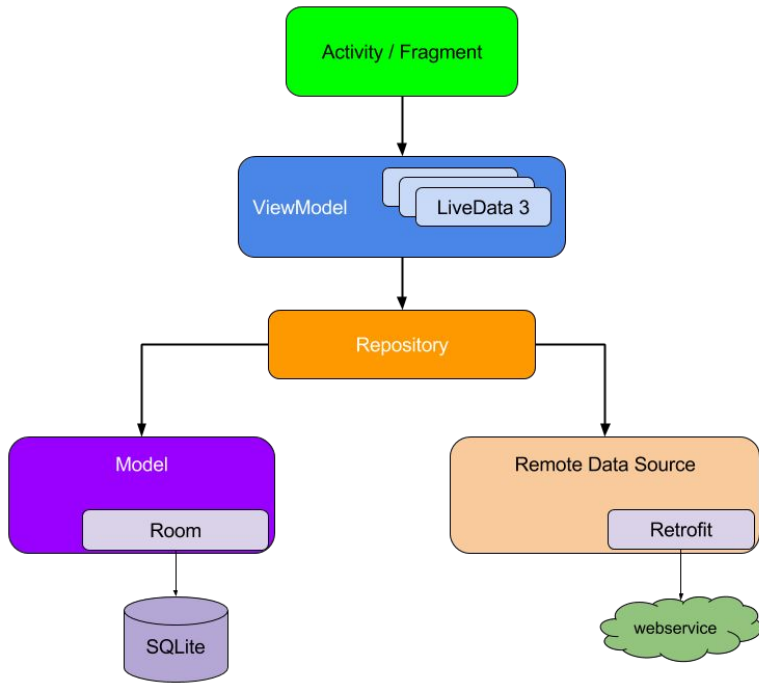 Activity / Fragment
ViewModel
LiveData 3
Repository
Model
Remote Data Source
Room
Retrofit
SQLite
webservice